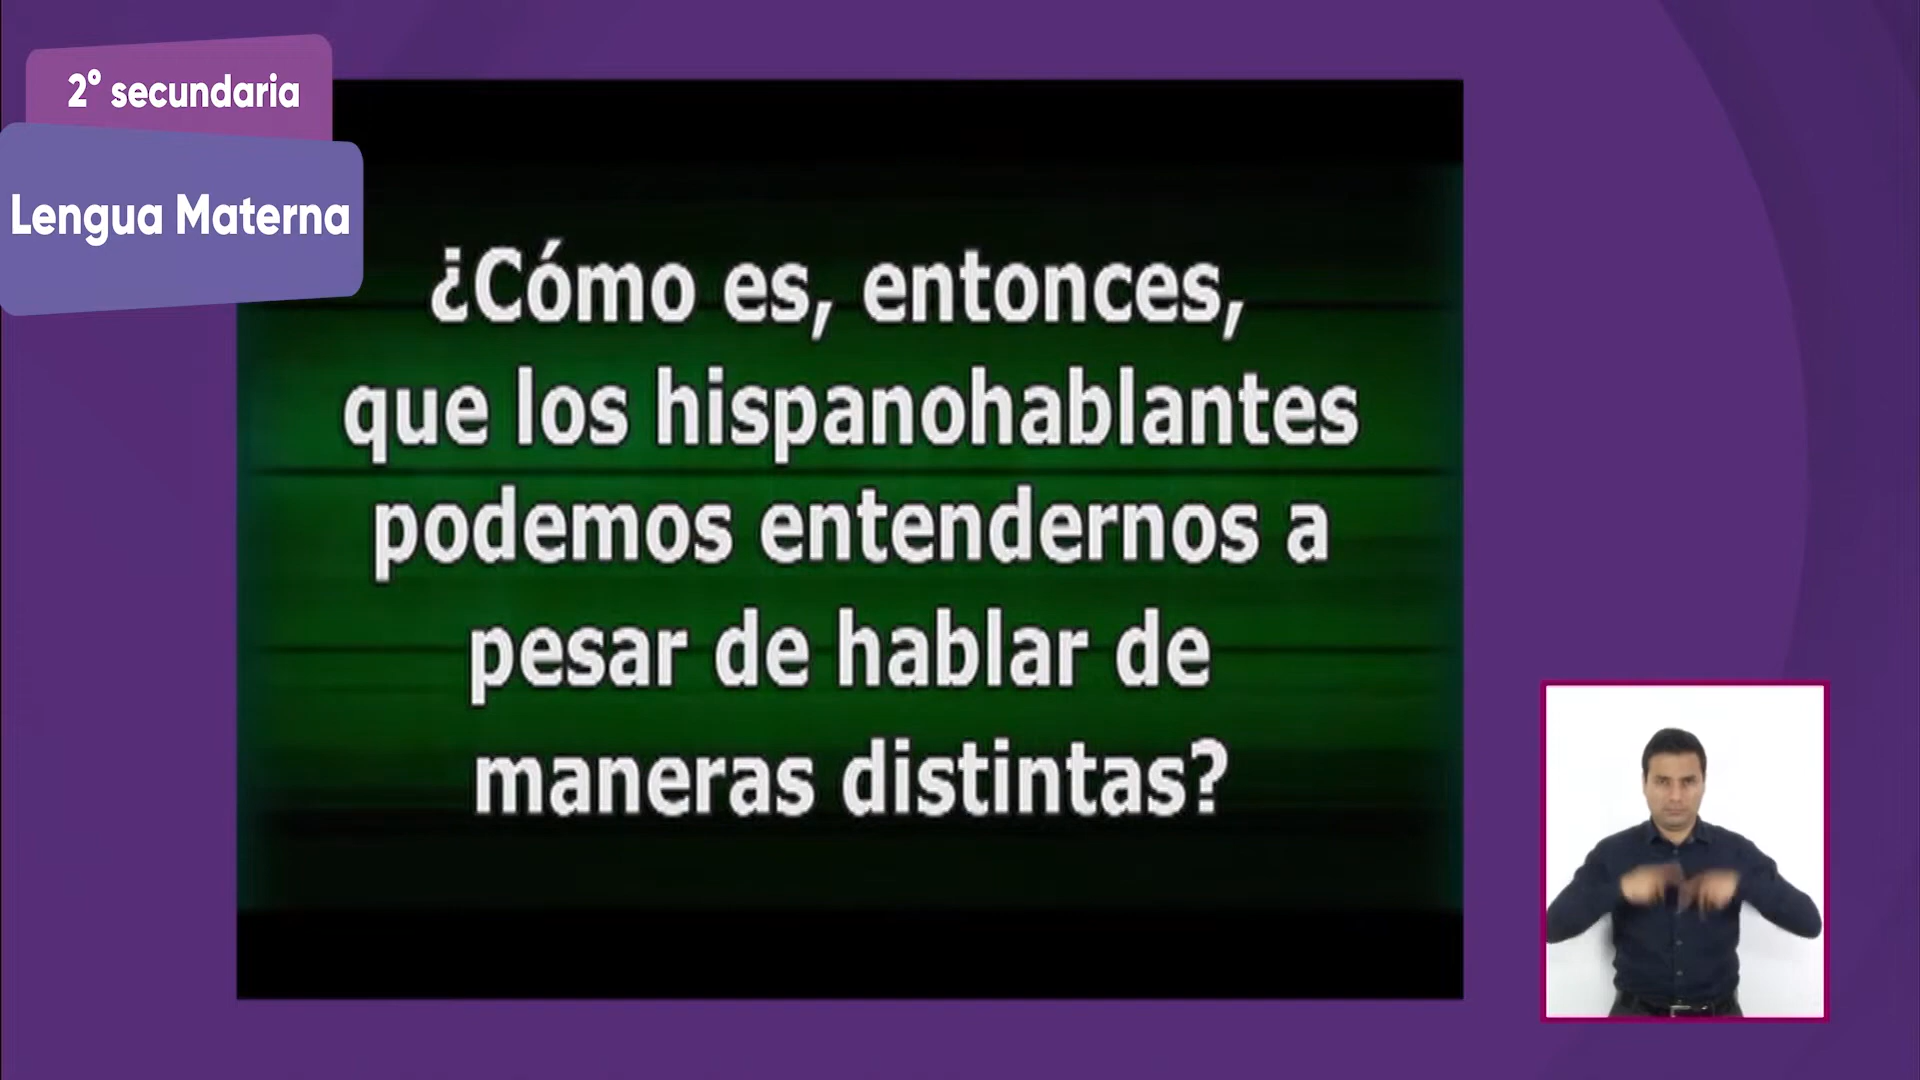 2° secundaria
Lengua Materna
¿Cómo es, entonces,
que los hispanohablantes
podemos entendernos a
pesar de hablar de
maneras distintas?